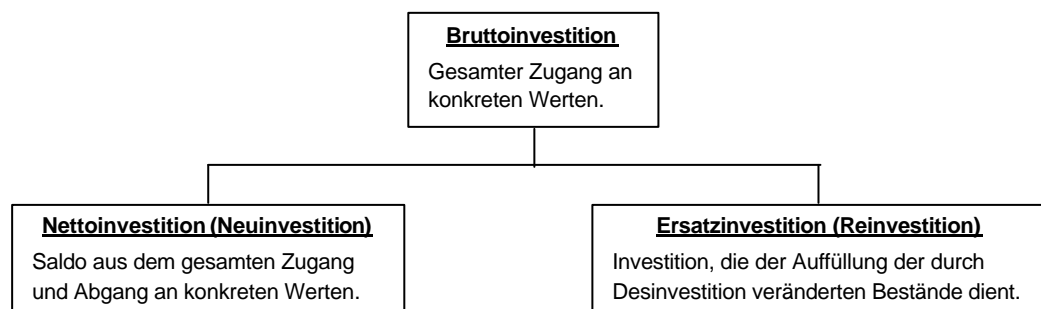 Bruttoinvestition
Gesamter Zugang an
konkreten Werten.
Nettoinvestition (Neuinvestition)
Saldo aus dem gesamten Zugang
und Abgang an konkreten Werten.
Ersatzinvestition (Reinvestition)
Investition, die der Auffüllung der durch
Desinvestition veränderten Bestände dient.